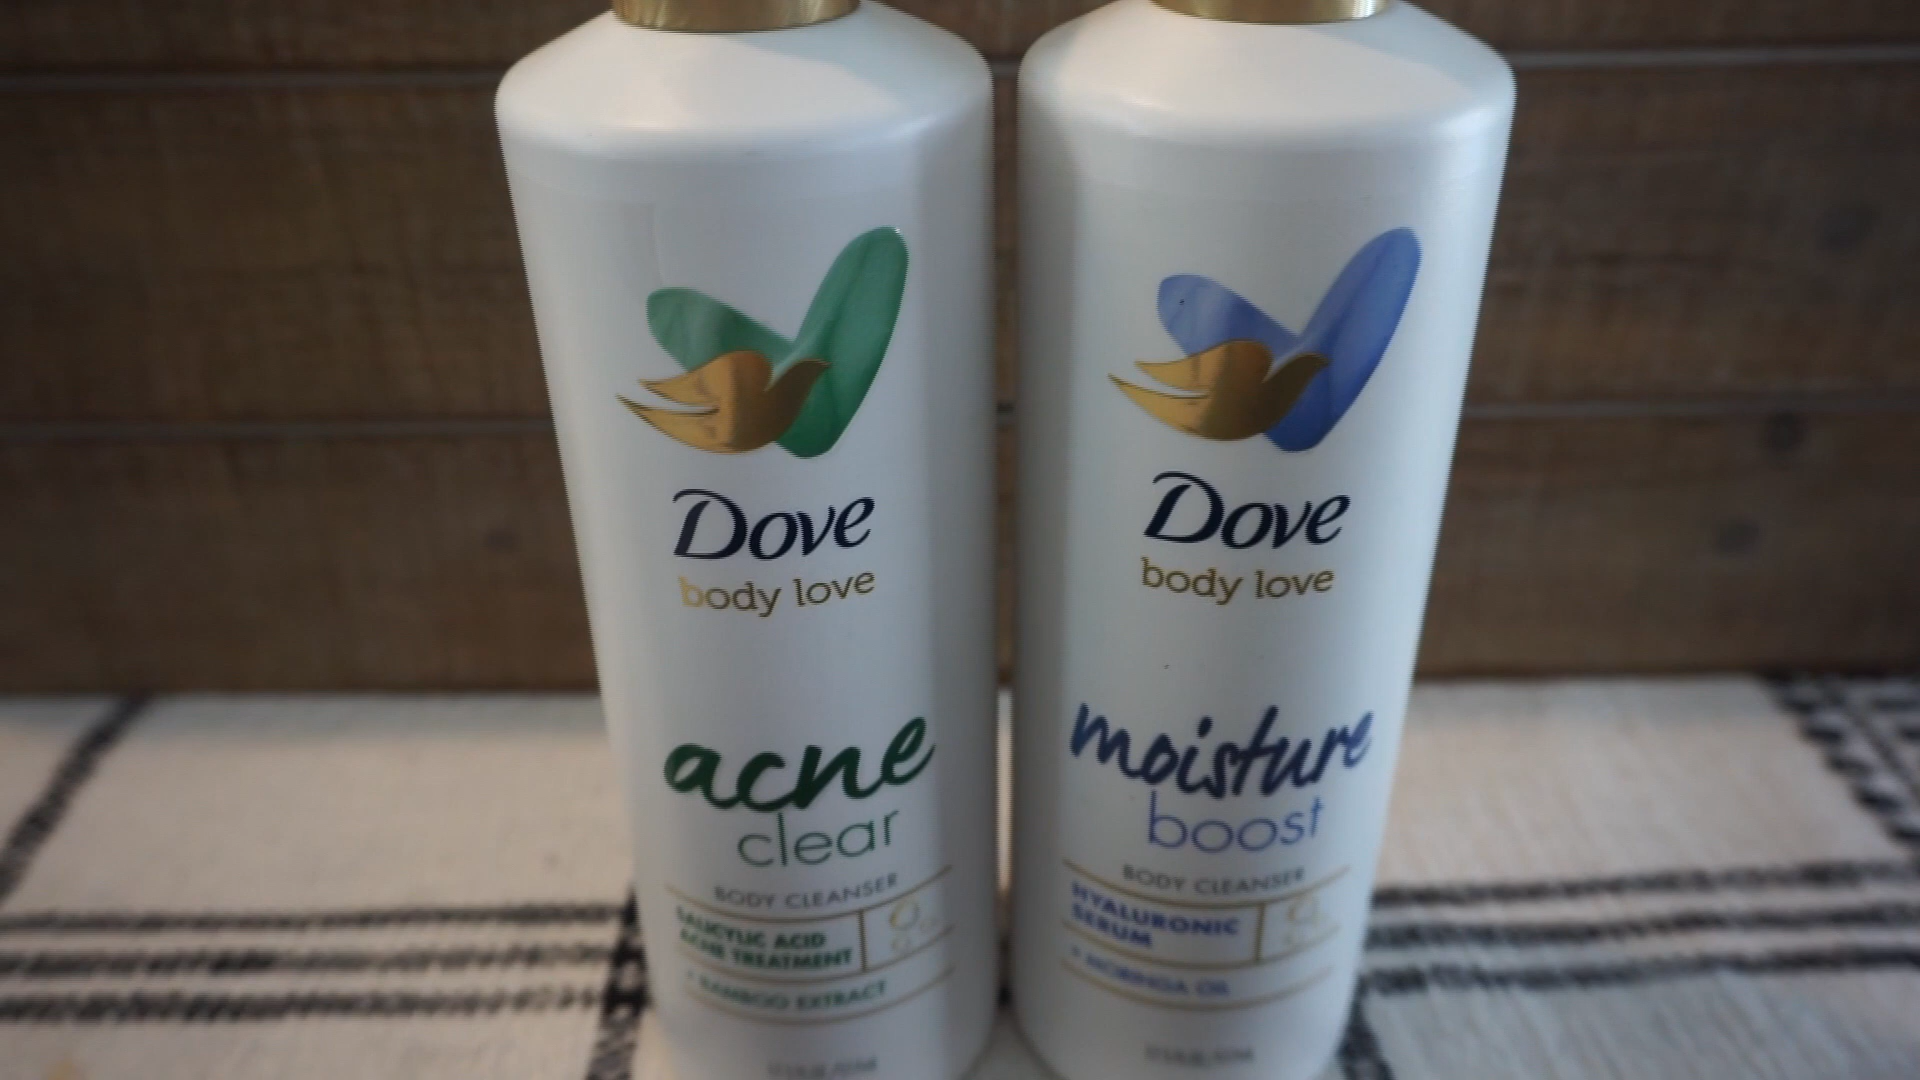 Dove
body love
acne
clear
BODY CLEANSER
SALICYLIC ACID
ACNE TREATMENT
+ BAMBOO EXTRACT
Dove
body love
moisture
boost
BODY CLEANSER
HYALURONIC
SERUM
+ MORINGA OIL